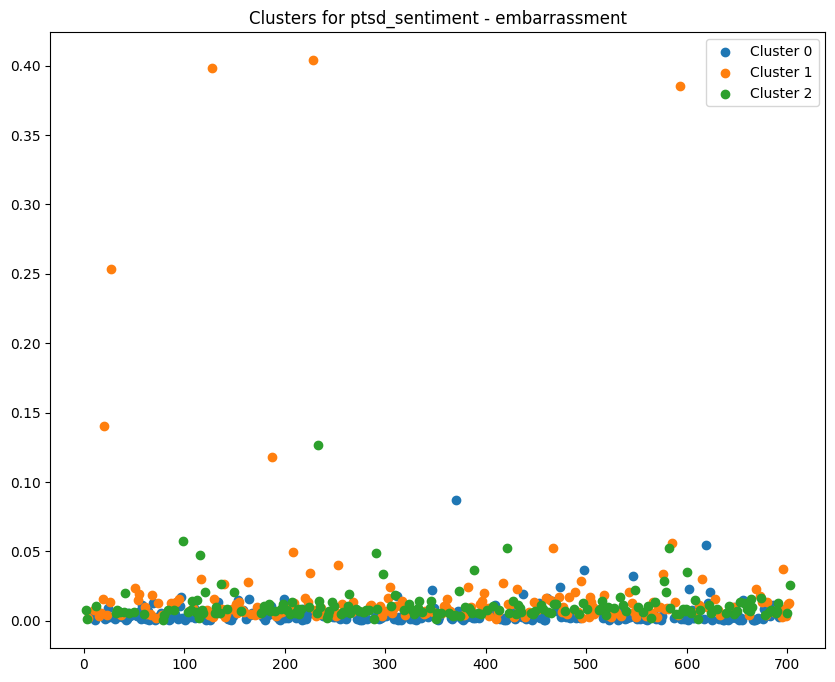 Clusters for ptsd_sentiment - embarrassment
Cluster 0
Cluster 1
Cluster 2
0.40
0.35
0.30
0.25
0.20
0.15
0.10
0.05
0.00
0 100 200 300 400 500 600 700